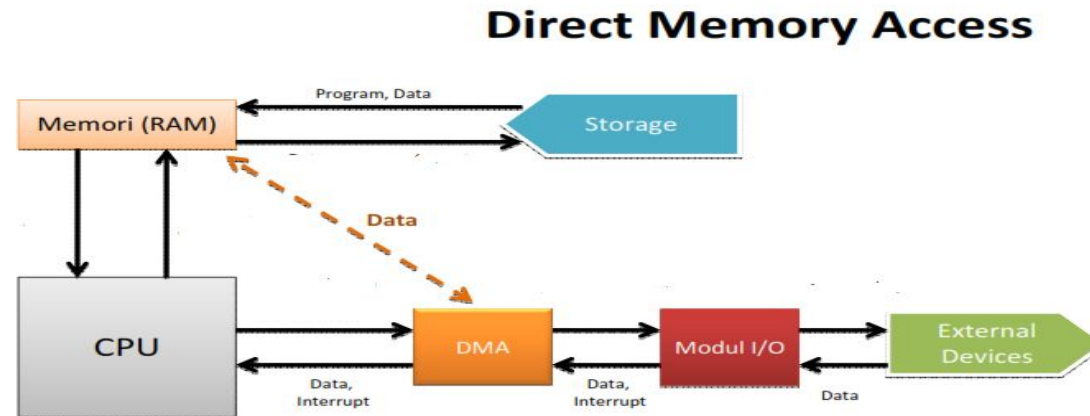 Direct Memory Access
Program, Data
Memori (RAM)
Storage
Data
CPU
DMA
Modul I/O
External
Devices
Data,
Interrupt
Data,
Interrupt
Data